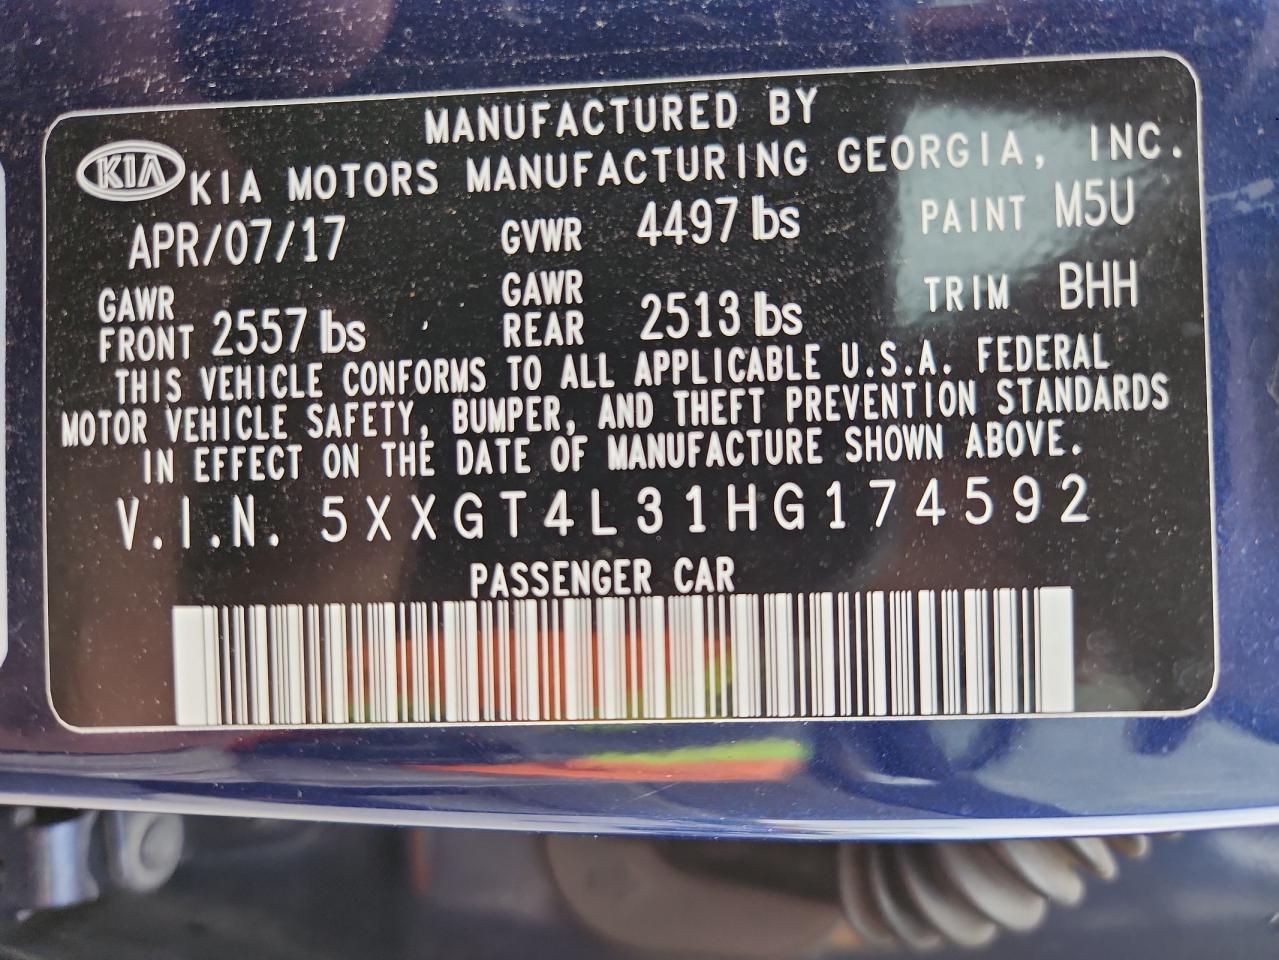 MANUFACTURED BY
KIA KIA MOTORS MANUFACTURING GEORGIA, INC.
APR/07/17 GVWR 4497 lbs PAINT M5U
GAWR FRONT 2557 lbs GAWR REAR 2513 lbs TRIM BHH
THIS VEHICLE CONFORMS TO ALL APPLICABLE U.S.A. FEDERAL
MOTOR VEHICLE SAFETY, BUMPER, AND THEFT PREVENTION STANDARDS
IN EFFECT ON THE DATE OF MANUFACTURE SHOWN ABOVE.
V.I.N. 5XXGT4L31HG174592
PASSENGER CAR